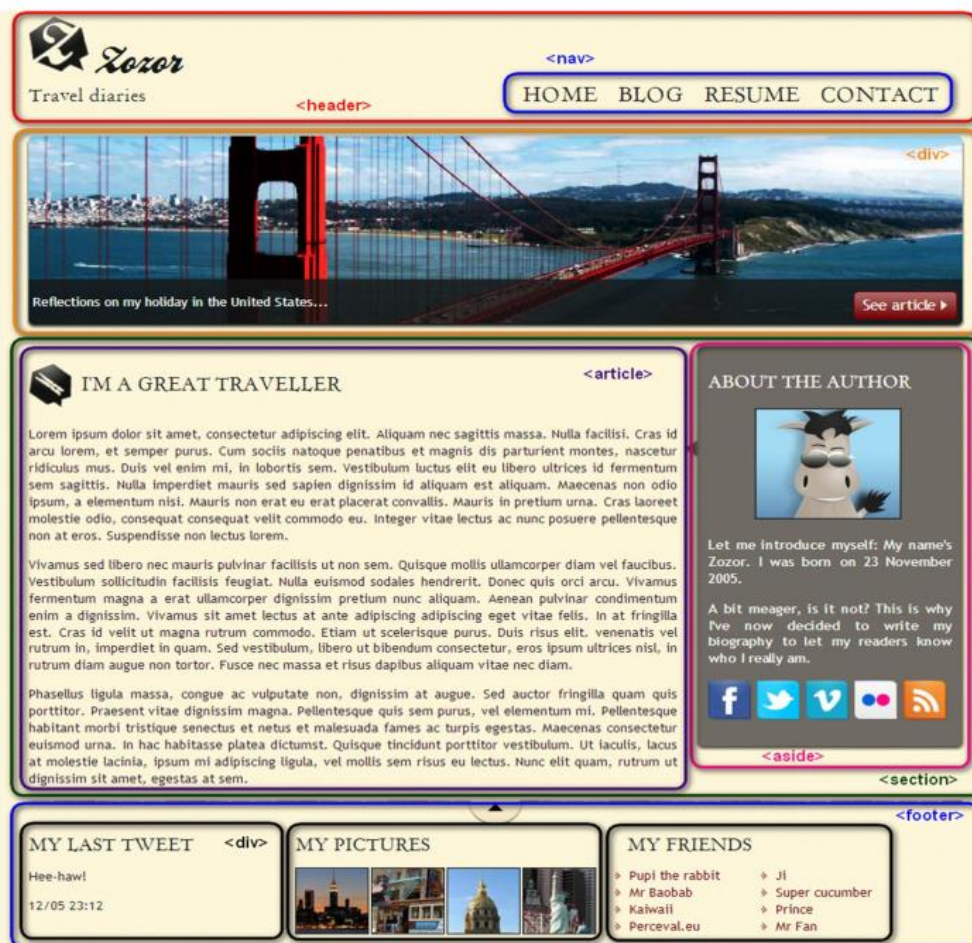 Zozor
<nav>
Travel diaries
<header>
HOME BLOG RESUME CONTACT
<div>
Reflections on my holiday in the United States...
See article
I'M A GREAT TRAVELLER
<article>
Lorem ipsum dolor sit amet, consectetur adipiscing elit. Aliquam nec sagittis massa. Nulla facilisi. Cras id
arcu lorem, et semper purus. Cum sociis natoque penatibus et magnis dis parturient montes, nascetur
ridiculus mus. Duis vel enim mi, in lobortis sem. Vestibulum luctus elit eu libero ultrices id fermentum
sem sagittis. Nulla imperdiet mauris sed sapien dignissim id aliquam est aliquam. Maecenas non odio
ipsum, a elementum nisi. Mauris non erat eu erat placerat convallis. Mauris in pretium urna. Cras laoreet
molestie odio, consequat consequat velit commodo eu. Integer vitae lectus ac nunc posuere pellentesque
non at eros. Suspendisse non lectus lorem.
Vivamus sed libero nec mauris pulvinar facilisis ut non sem. Quisque mollis ullamcorper diam vel faucibus.
Vestibulum sollicitudin facilisis feugiat. Nulla euismod sodales hendrerit. Donec quis orci arcu. Vivamus
fermentum magna a erat ullamcorper dignissim pretium nunc aliquam. Aenean pulvinar condimentum
enim a dignissim. Vivamus sit amet lectus at ante adipiscing adipiscing eget vitae felis. In at fringilla
est. Cras id velit ut magna rutrum commodo. Etiam ut scelerisque purus. Duis risus elit, venenatis vel
rutrum in, imperdiet in quam. Sed vestibulum, libero ut bibendum consectetur, eros ipsum ultrices nisl, in
rutrum diam augue non tortor. Fusce nec massa et risus dapibus aliquam vitae nec diam.
Phasellus ligula massa, congue ac vulputate non, dignissim at augue. Sed auctor fringilla quam quis
porttitor. Praesent vitae dignissim magna. Pellentesque quis sem purus, vel elementum mi. Pellentesque
habitant morbi tristique senectus et netus et malesuada fames ac turpis egestas. Maecenas consectetur
euismod urna. In hac habitasse platea dictumst. Quisque tincidunt porttitor vestibulum. Ut iaculis, lacus
at molestie lacinia, ipsum mi adipiscing ligula, vel mollis sem risus eu lectus. Nunc elit quam, rutrum ut
dignissim sit amet, egestas at sem.
ABOUT THE AUTHOR
Let me introduce myself: My name's
Zozor. I was born on 23 November
2005.
A bit meager, is it not? This is why
I've now decided to write my
biography to let my readers know
who I really am.
<aside>
<section>
<footer>
MY LAST TWEET
<div>
Hee-haw!
12/05 23:12
MY PICTURES
MY FRIENDS
Pupi the rabbit
Mr Baobab
Kaiwaii
Perceval.eu
Ji
Super cucumber
Prince
Mr Fan